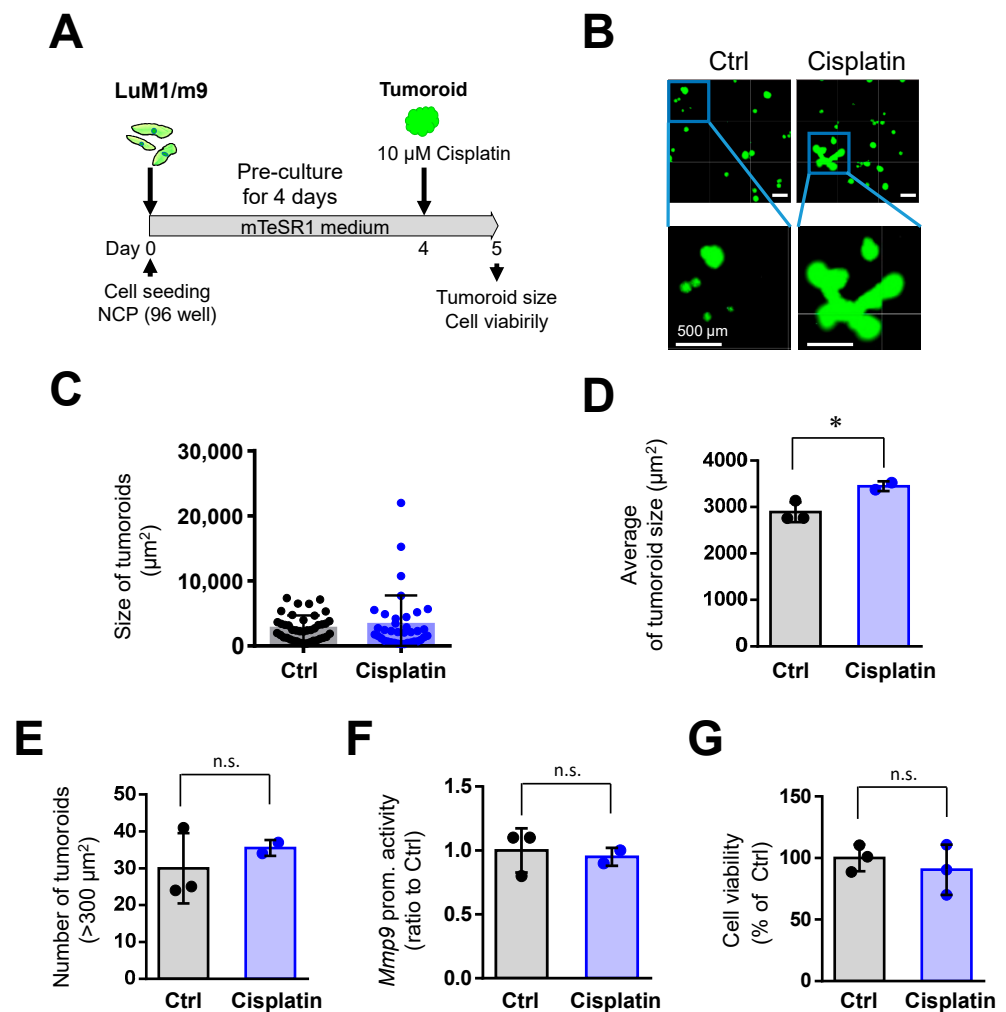 A
LuM1/m9
Tumoroid
10 µM Cisplatin
Pre-culture
for 4 days
mTeSR1 medium
Day 0
4
5
Cell seeding
NCP (96 well)
Tumoroid size
Cell viabirily
B
Ctrl
Cisplatin
500 µm
C
Size of tumoroids
(µm²)
30,000
20,000
10,000
0
Ctrl
Cisplatin
D
Average
of tumoroid size (µm²)
4000
3000
2000
1000
0
*
Ctrl
Cisplatin
E
Number of tumoroids
(>300 µm²)
50
40
30
20
10
0
n.s.
Ctrl
Cisplatin
F
Mmp9 prom. activity
(ratio to Ctrl)
1.5
1.0
0.5
0.0
n.s.
Ctrl
Cisplatin
G
Cell viability
(% of Ctrl)
150
100
50
0
n.s.
Ctrl
Cisplatin